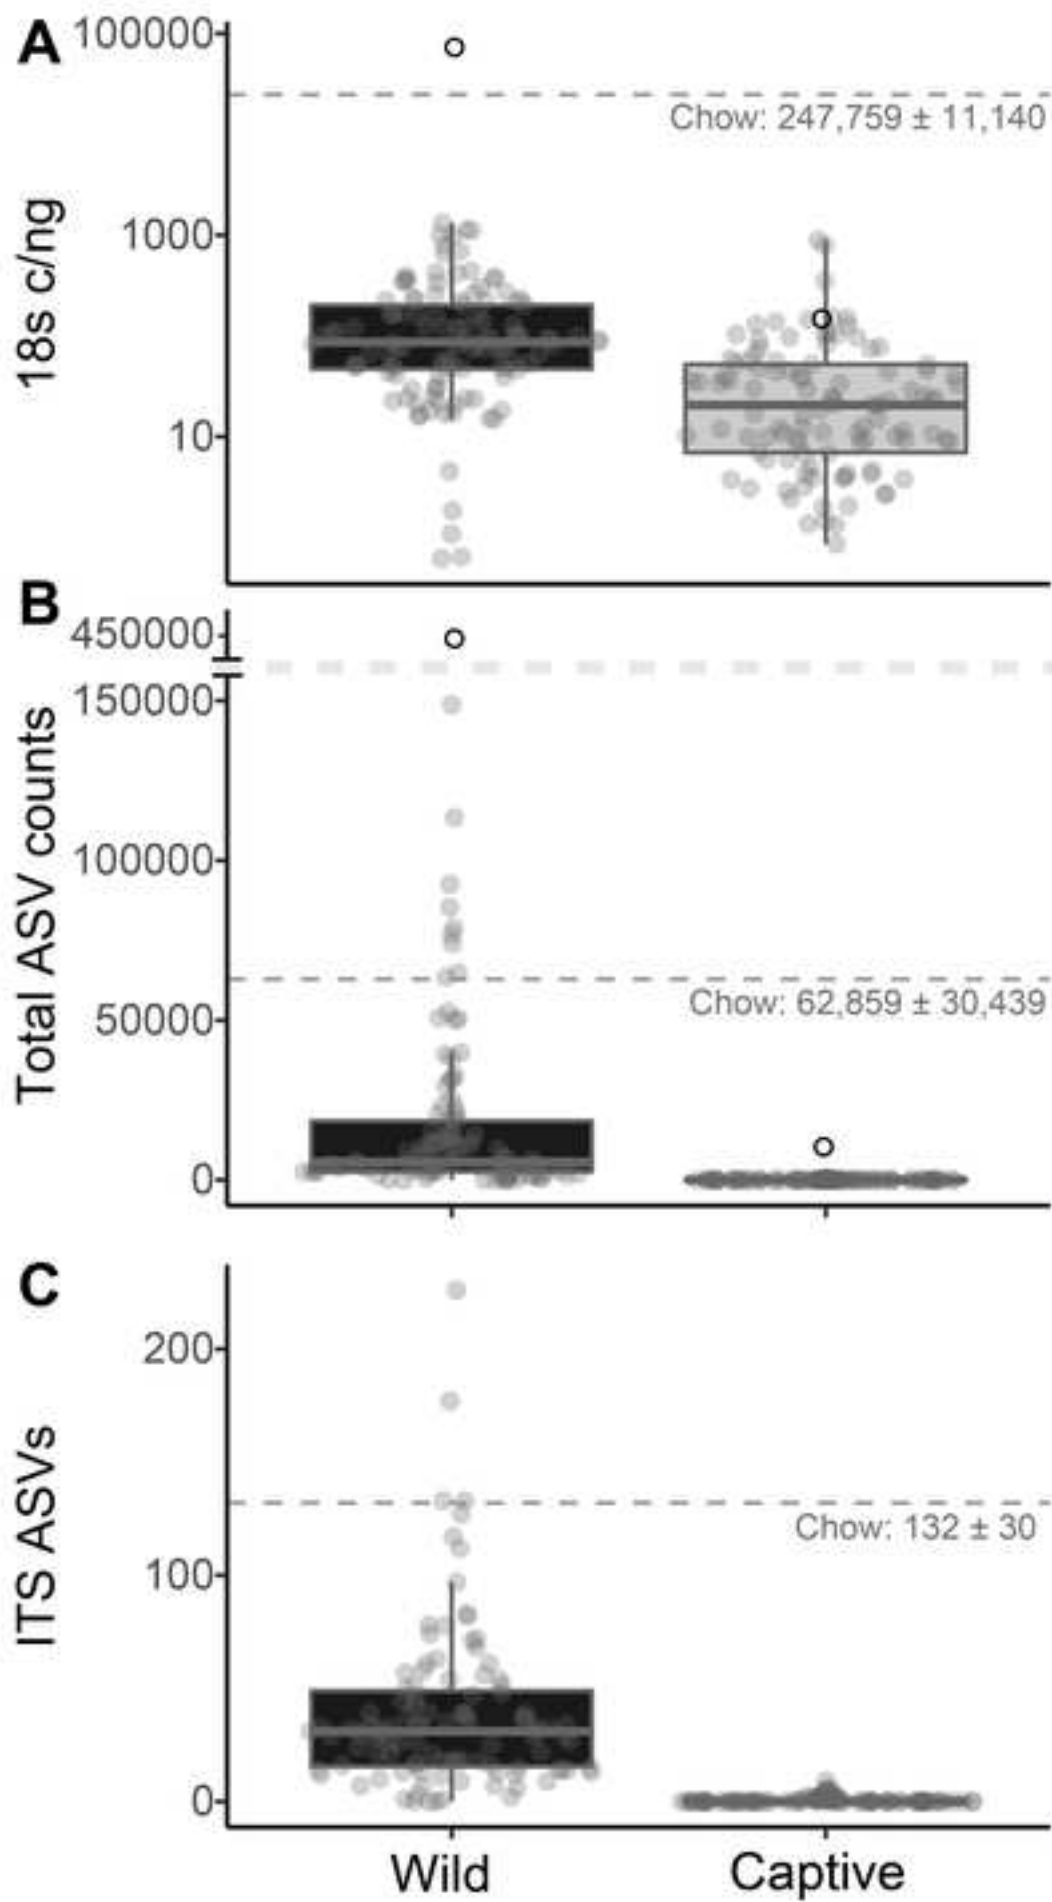 A
18s c/ng
100000
1000
10
Chow: 247,759 ± 11,140
B
Total ASV counts
450000
150000
100000
50000
0
Chow: 62,859 ± 30,439
C
ITS ASVs
200
100
0
Chow: 132 ± 30
Wild
Captive